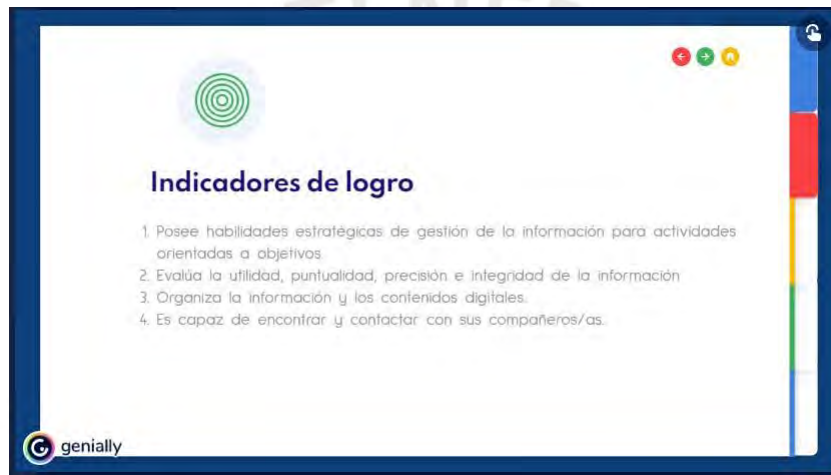 Indicadores de logro
1. Posee habilidades estratégicas de gestión de la información para actividades
orientadas a objetivos.
2. Evalúa la utilidad, puntualidad, precisión e integridad de la información
3. Organiza la información y los contenidos digitales.
4. Es capaz de encontrar y contactar con sus compañeros/as.
genially